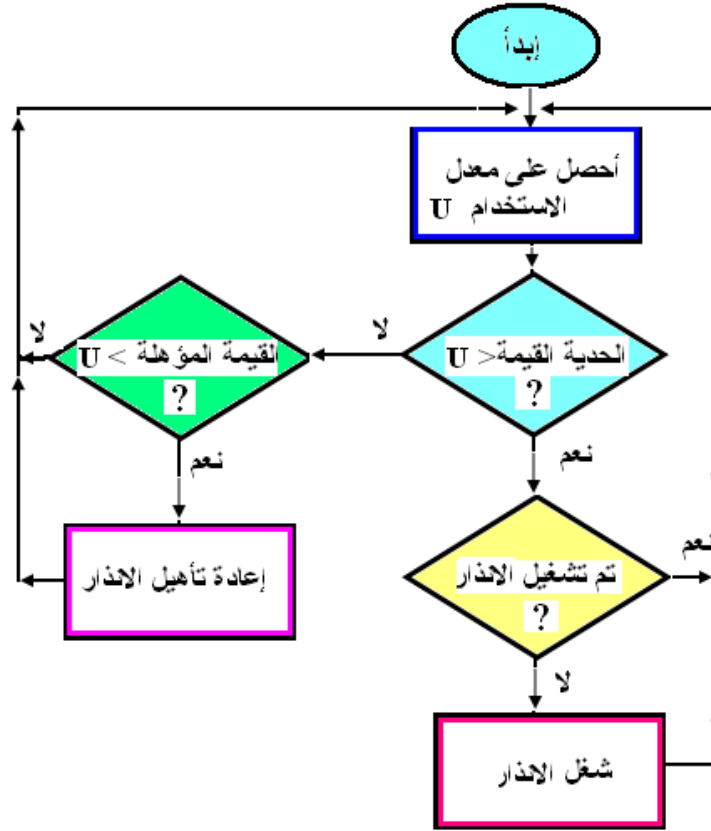 إبدأ
أحصل على معدل
الاستخدام U
لا
الحدية القيمة< U
?
لا
القيمة المؤهلة > U
?
لا
نعم
نعم
إعادة تأهيل الانذار
تم تشغيل الانذار
?
نعم
لا
شغل الانذار